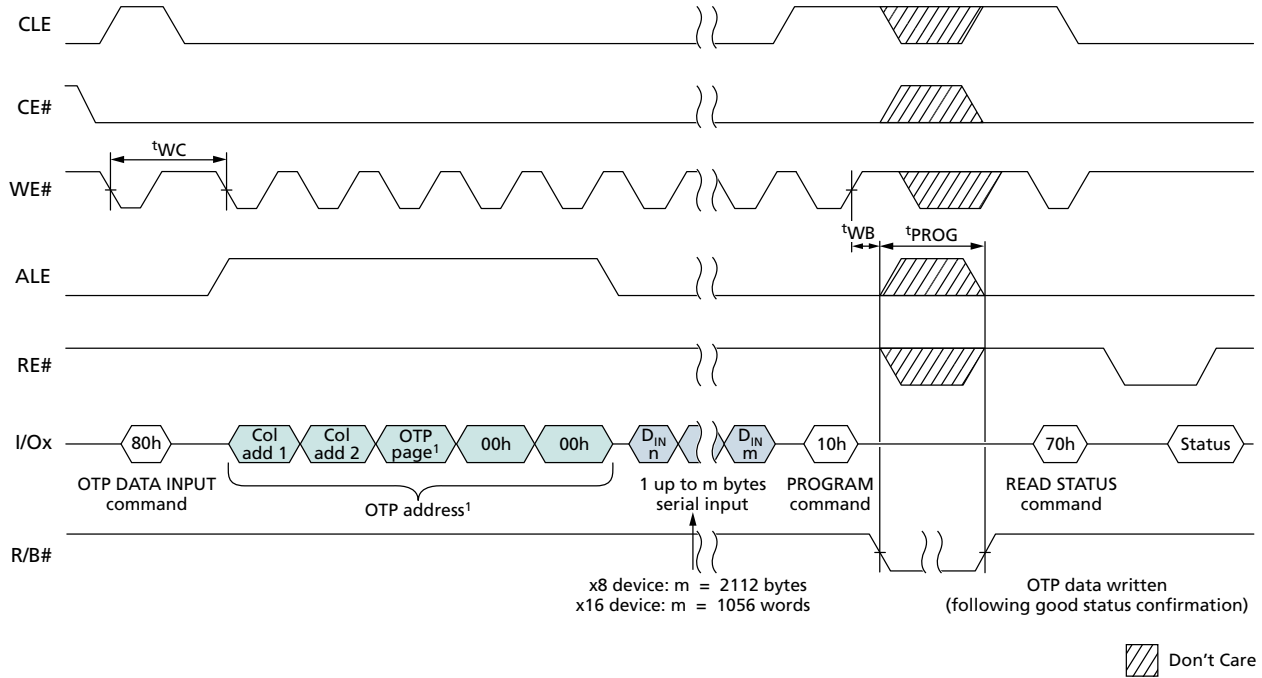 CLE
CE#
tWC
WE#
tWB
tPROG
ALE
RE#
I/Ox
80h
Col
add 1
Col
add 2
OTP
page1
00h
00h
DIN
n
DIN
m
10h
70h
Status
OTP DATA INPUT
command
OTP address1
1 up to m bytes
serial input
PROGRAM
command
READ STATUS
command
R/B#
x8 device: m = 2112 bytes
x16 device: m = 1056 words
OTP data written
(following good status confirmation)
Don't Care